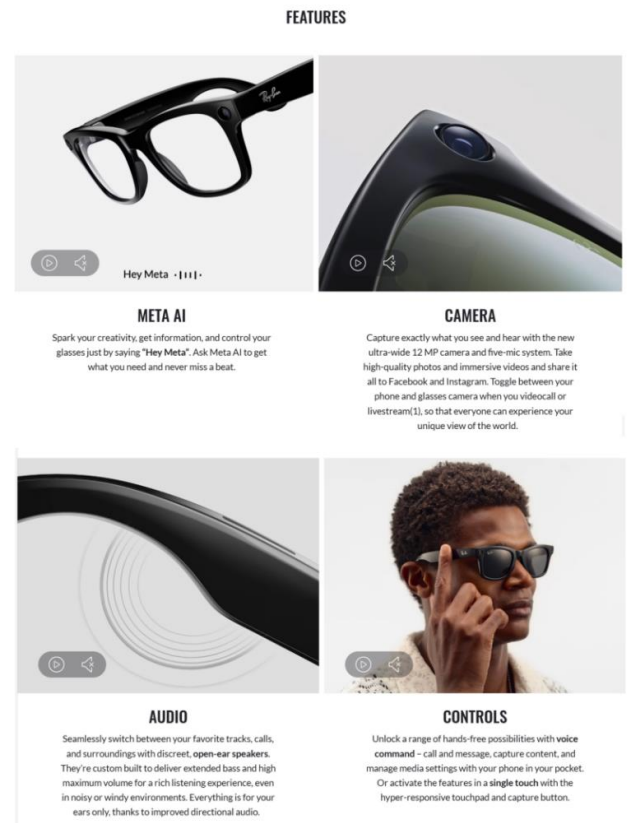 FEATURES
Ray-Ban
Hey Meta
META AI
Spark your creativity, get information, and control your
glasses just by saying "Hey Meta". Ask Meta AI to get
what you need and never miss a beat.
CAMERA
Capture exactly what you see and hear with the new
ultra-wide 12 MP camera and five-mic system. Take
high-quality photos and immersive videos and share it
all to Facebook and Instagram. Toggle between your
phone and glasses camera when you videocall or
livestream(1), so that everyone can experience your
unique view of the world.
AUDIO
Seamlessly switch between your favorite tracks, calls,
and surroundings with discreet, open-ear speakers.
They're custom built to deliver extended bass and high
maximum volume for a rich listening experience, even
in noisy or windy environments. Everything is for your
ears only, thanks to improved directional audio.
CONTROLS
Unlock a range of hands-free possibilities with voice
command – call and message, capture content, and
manage media settings with your phone in your pocket.
Or activate the features in a single touch with the
hyper-responsive touchpad and capture button.